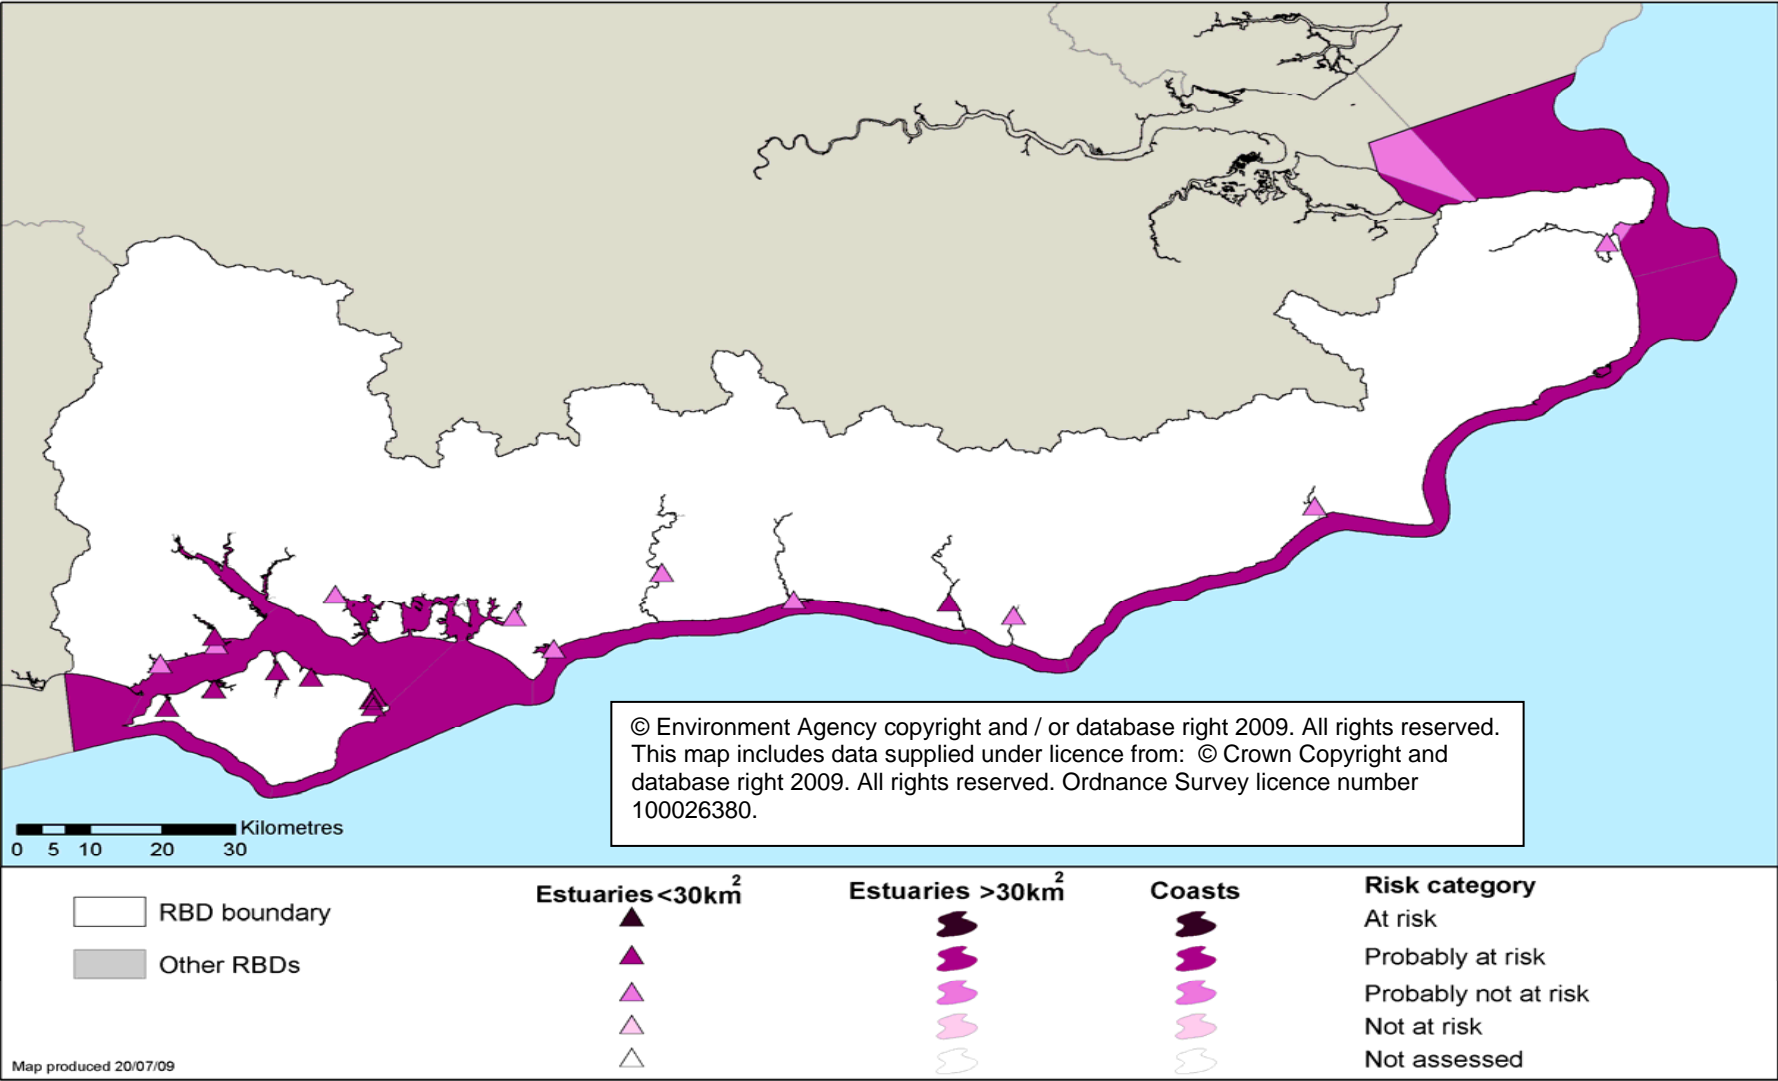 © Environment Agency copyright and / or database right 2009. All rights reserved.
This map includes data supplied under licence from:  © Crown Copyright and
database right 2009. All rights reserved. Ordnance Survey licence number
100026380.
Kilometres
0 5 10 20 30
Estuaries<30km2 Estuaries >30km2 Coasts Risk category
RBD boundary At risk
Other RBDs Probably at risk
Probably not at risk
Not at risk
Not assessed
Map produced 20/07/09